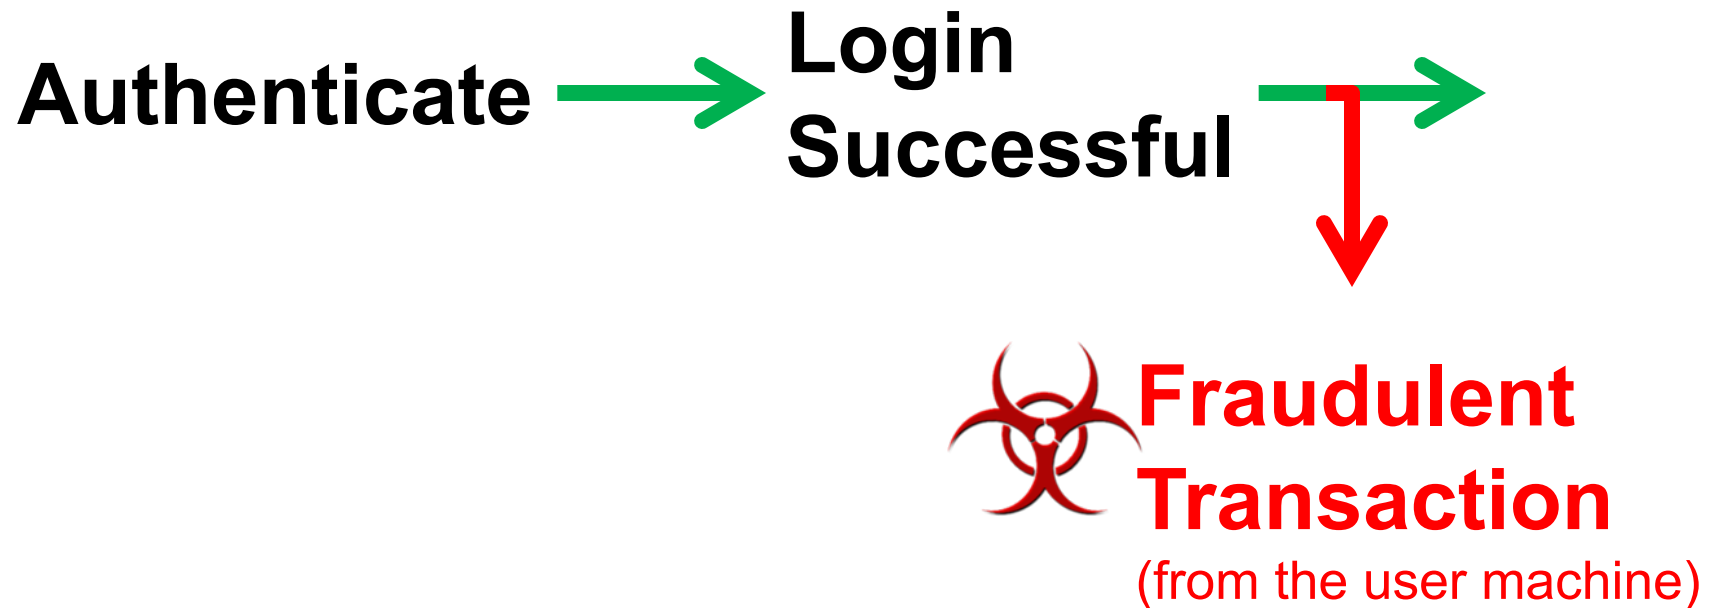 Authenticate
Login
Successful
Fraudulent
Transaction
(from the user machine)